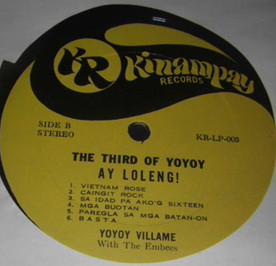 KR Kinampay
RECORDS
SIDE B
STEREO
KR-LP-005
THE THIRD OF YOYOY
AY LOLENG!
1. VIETNAM ROSE
2. CAINGIT ROCK
3. SA IDAD PA AKO'G SIXTEEN
4. MGA BUOTAN
5. PAREGLA SA MGA BATAN-ON
6. BASTA
YOYOY VILLAME
With The Embees